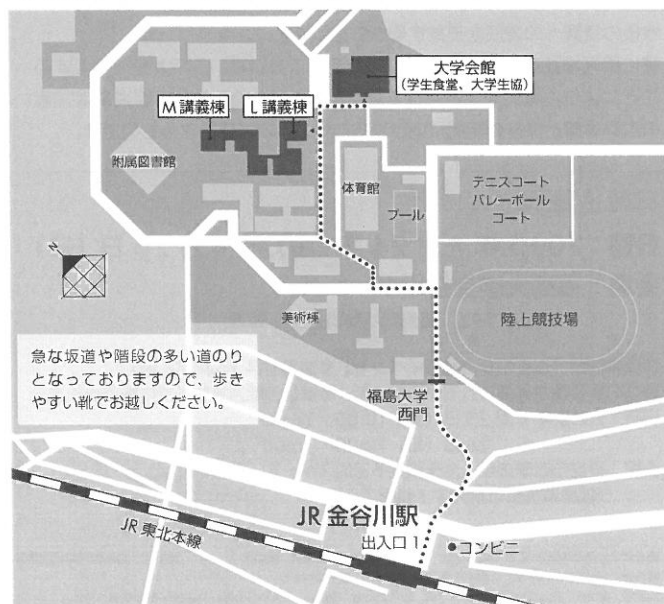 大学会館
(学生食堂、大学生協)
M講義棟
L講義棟
附属図書館
体育館
プール
テニスコート
バレーボール
コート
N
美術棟
陸上競技場
急な坂道や階段の多い道のり
となっておりますので、歩き
やすい靴でお越しください。
福島大学
西門
JR金谷川駅
出入口1
コンビニ
JR東北本線